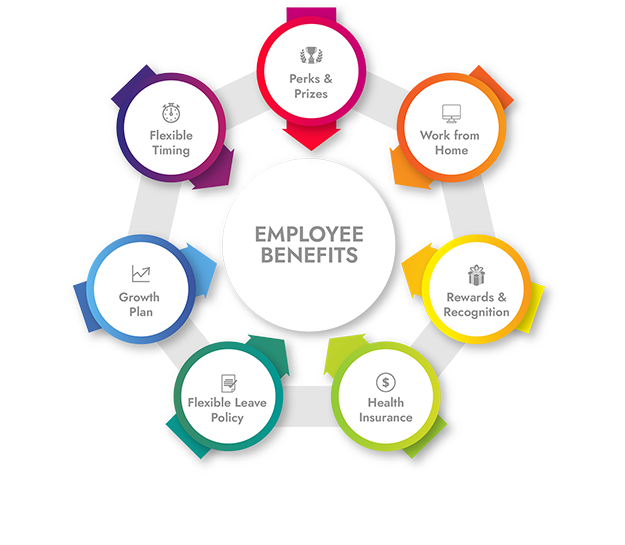 Perks &
Prizes
Work from
Home
Rewards &
Recognition
Health
Insurance
Flexible Leave
Policy
Growth
Plan
Flexible
Timing
EMPLOYEE
BENEFITS
$